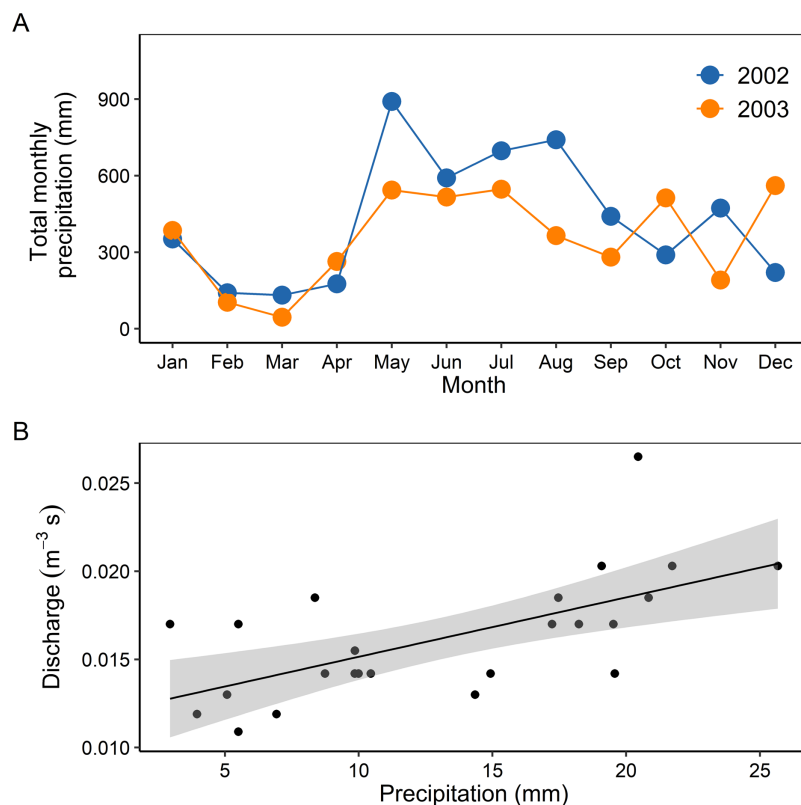 A
Total monthly
precipitation (mm)
900
600
300
0
2002
2003
Jan Feb Mar Apr May Jun Jul Aug Sep Oct Nov Dec
Month
B
Discharge (m⁻³ s)
0.025
0.020
0.015
0.010
5 10 15 20 25
Precipitation (mm)